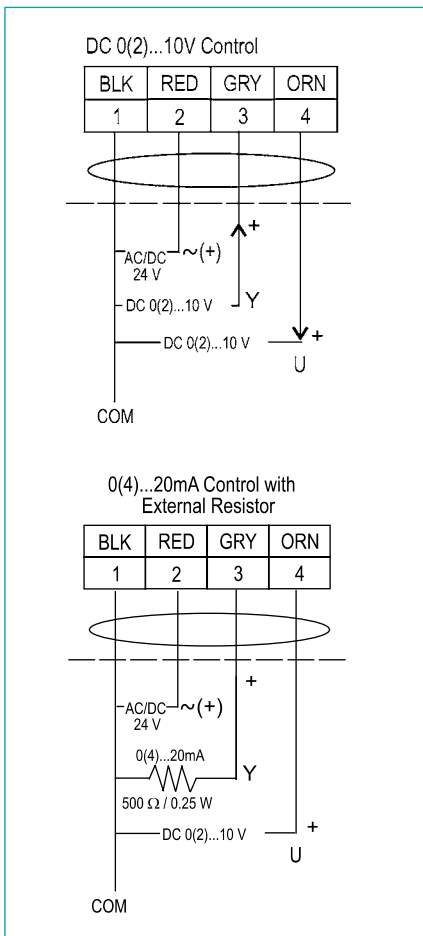 DC 0(2)...10V Control
BLK RED GRY ORN
1 2 3 4
+
AC/DC ~(+)
24 V
DC 0(2)...10 V Y
DC 0(2)...10 V +
U
COM
0(4)...20mA Control with
External Resistor
BLK RED GRY ORN
1 2 3 4
+
AC/DC ~(+)
24 V
0(4)...20mA
Y
500 Ω / 0.25 W
DC 0(2)...10 V +
U
COM